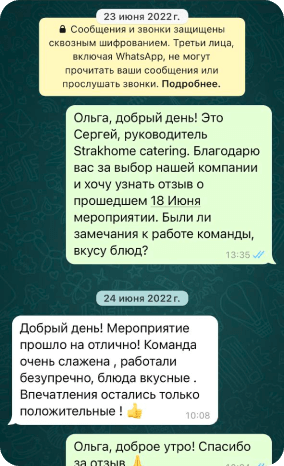 23 июня 2022 г.
Сообщения и звонки защищены
сквозным шифрованием. Третьи лица,
включая WhatsApp, не могут
прочитать ваши сообщения или
прослушать звонки. Подробнее.
Ольга, добрый день! Это
Сергей, руководитель
Strakhome catering. Благодарю
вас за выбор нашей компании
и хочу узнать отзыв о
прошедшем 18 Июня
мероприятии. Были ли
замечания к работе команды,
вкусу блюд?
13:35
24 июня 2022 г.
Добрый день! Мероприятие
прошло на отлично! Команда
очень слажена , работали
безупречно, блюда вкусные .
Впечатления остались только
положительные ! 👍
10:08
Ольга, доброе утро! Спасибо
за отзыв